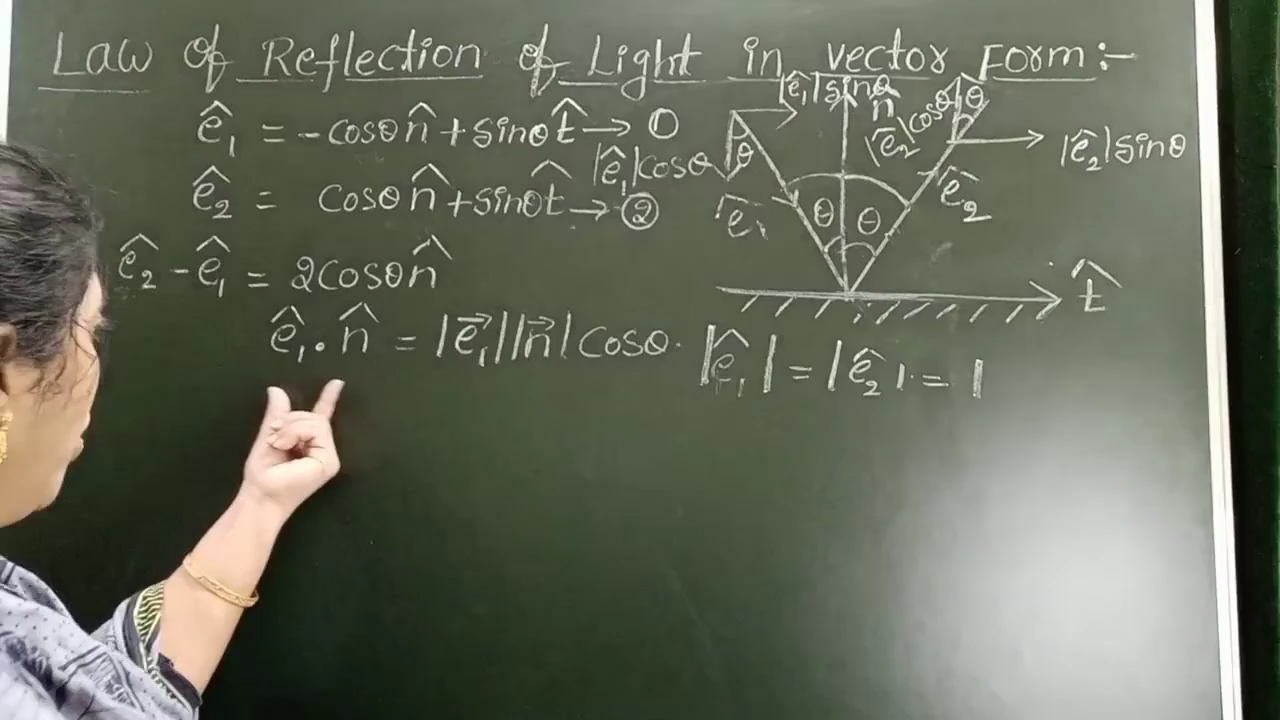 Law of Reflection of Light in vector Form:-
ê₁ = -cosθ n̂ + sinθ t̂ → ①
ê₂ = cosθ n̂ + sinθ t̂ → ②
ê₂ - ê₁ = 2cosθ n̂
ê₁ . n̂ = |e⃗₁||n⃗| cosθ.
|ê₁| = |ê₂| . = 1
|ê₁|sinθ
n̂
|ê₂|cosθ
θ
|ê₂|sinθ
|ê₁|cosθ
θ
ê₁
θ
θ
ê₂
t̂